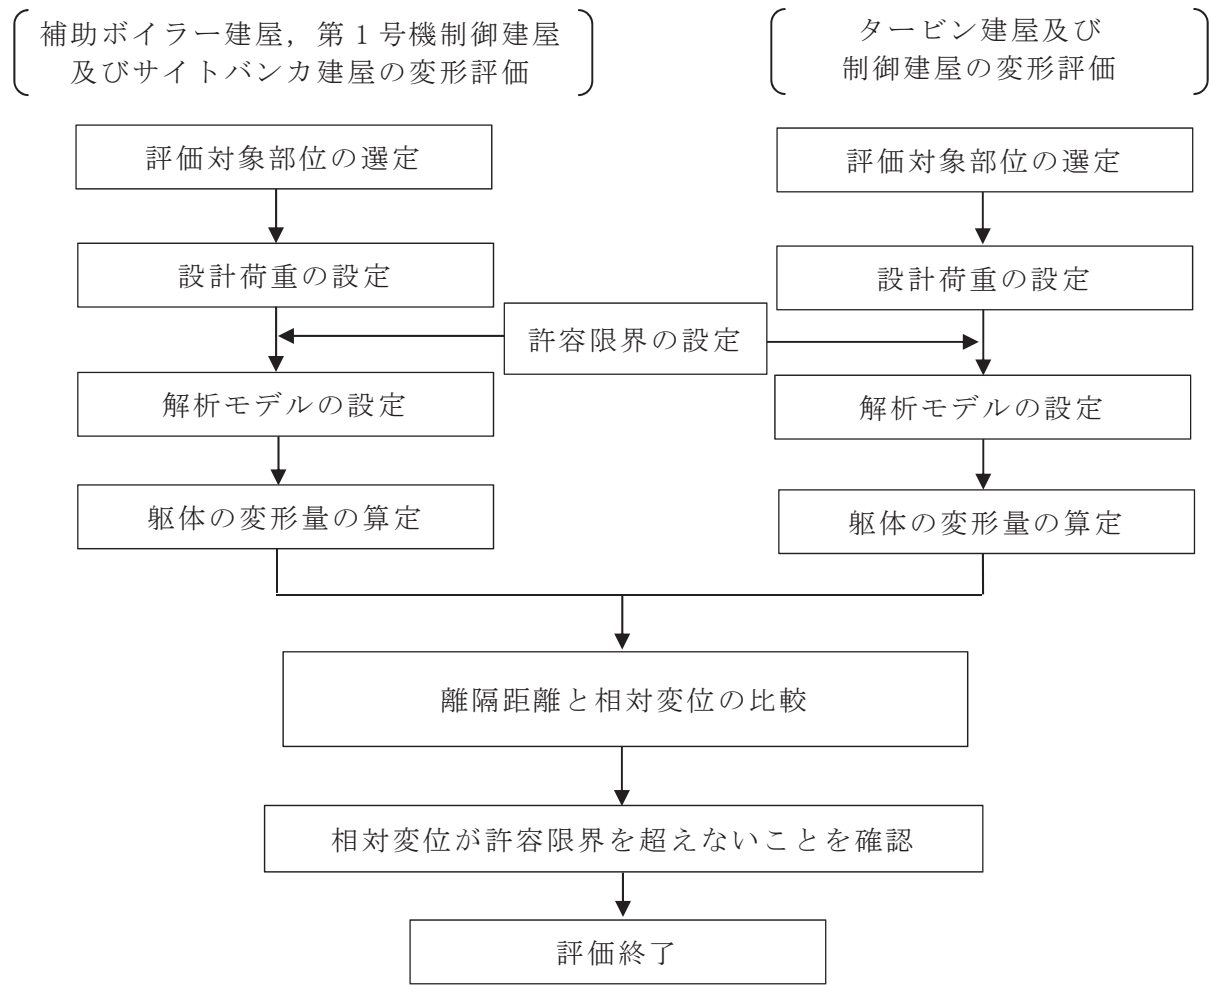 補助ボイラー建屋，第１号機制御建屋
及びサイトバンカ建屋の変形評価
タービン建屋及び
制御建屋の変形評価
評価対象部位の選定
評価対象部位の選定
設計荷重の設定
設計荷重の設定
許容限界の設定
解析モデルの設定
解析モデルの設定
躯体の変形量の算定
躯体の変形量の算定
離隔距離と相対変位の比較
相対変位が許容限界を超えないことを確認
評価終了